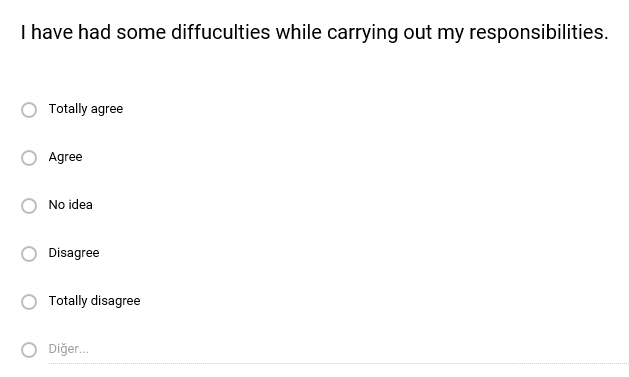 I have had some diffuculties while carrying out my responsibilities.
Totally agree
Agree
No idea
Disagree
Totally disagree
Diğer...